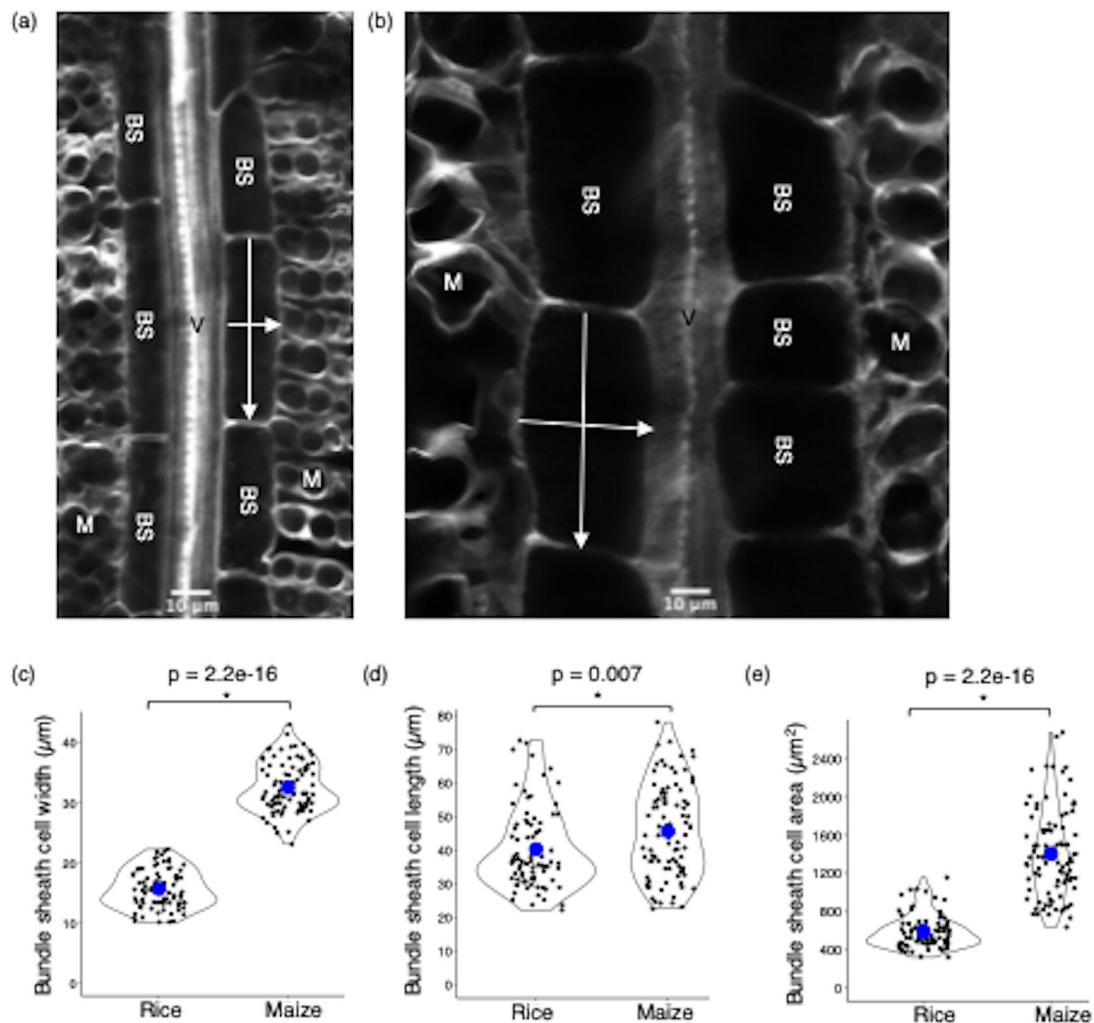 (a)
(b)
BS
BS
BS
BS
V
M
M
BS
BS
10 μm
BS
BS
M
V
BS
M
BS
10 μm
(c)
p = 2.2e-16
*
Bundle sheath cell width (μm)
40
30
20
10
0
Rice
Maize
(d)
p = 0.007
*
Bundle sheath cell length (μm)
80
70
60
50
40
30
20
10
0
Rice
Maize
(e)
p = 2.2e-16
*
Bundle sheath cell area (μm²)
2400
2000
1600
1200
800
400
0
Rice
Maize